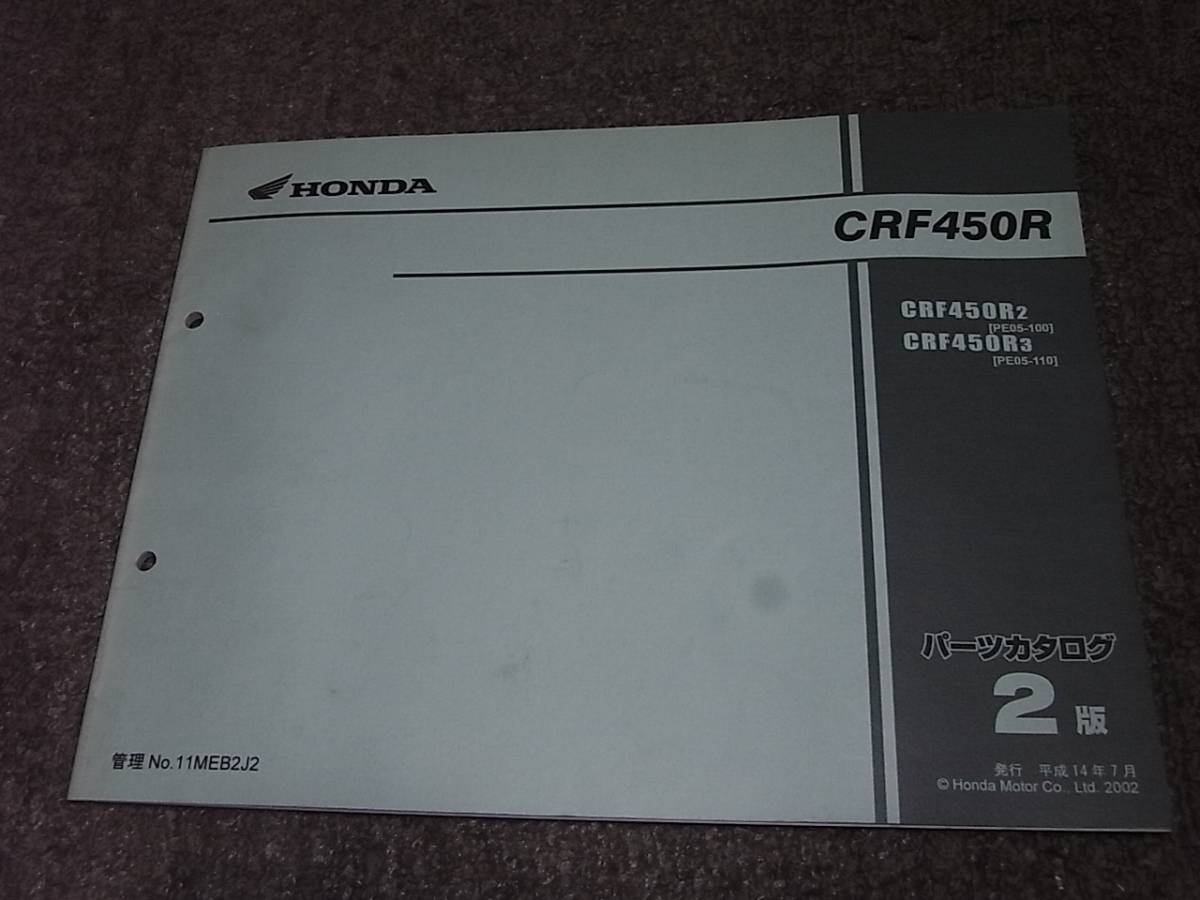 HONDA
CRF450R
CRF450R2
[PE05-100]
CRF450R3
[PE05-110]
パーツカタログ
2版
管理 No.11MEB2J2
発行 平成14年7月
© Honda Motor Co., Ltd. 2002